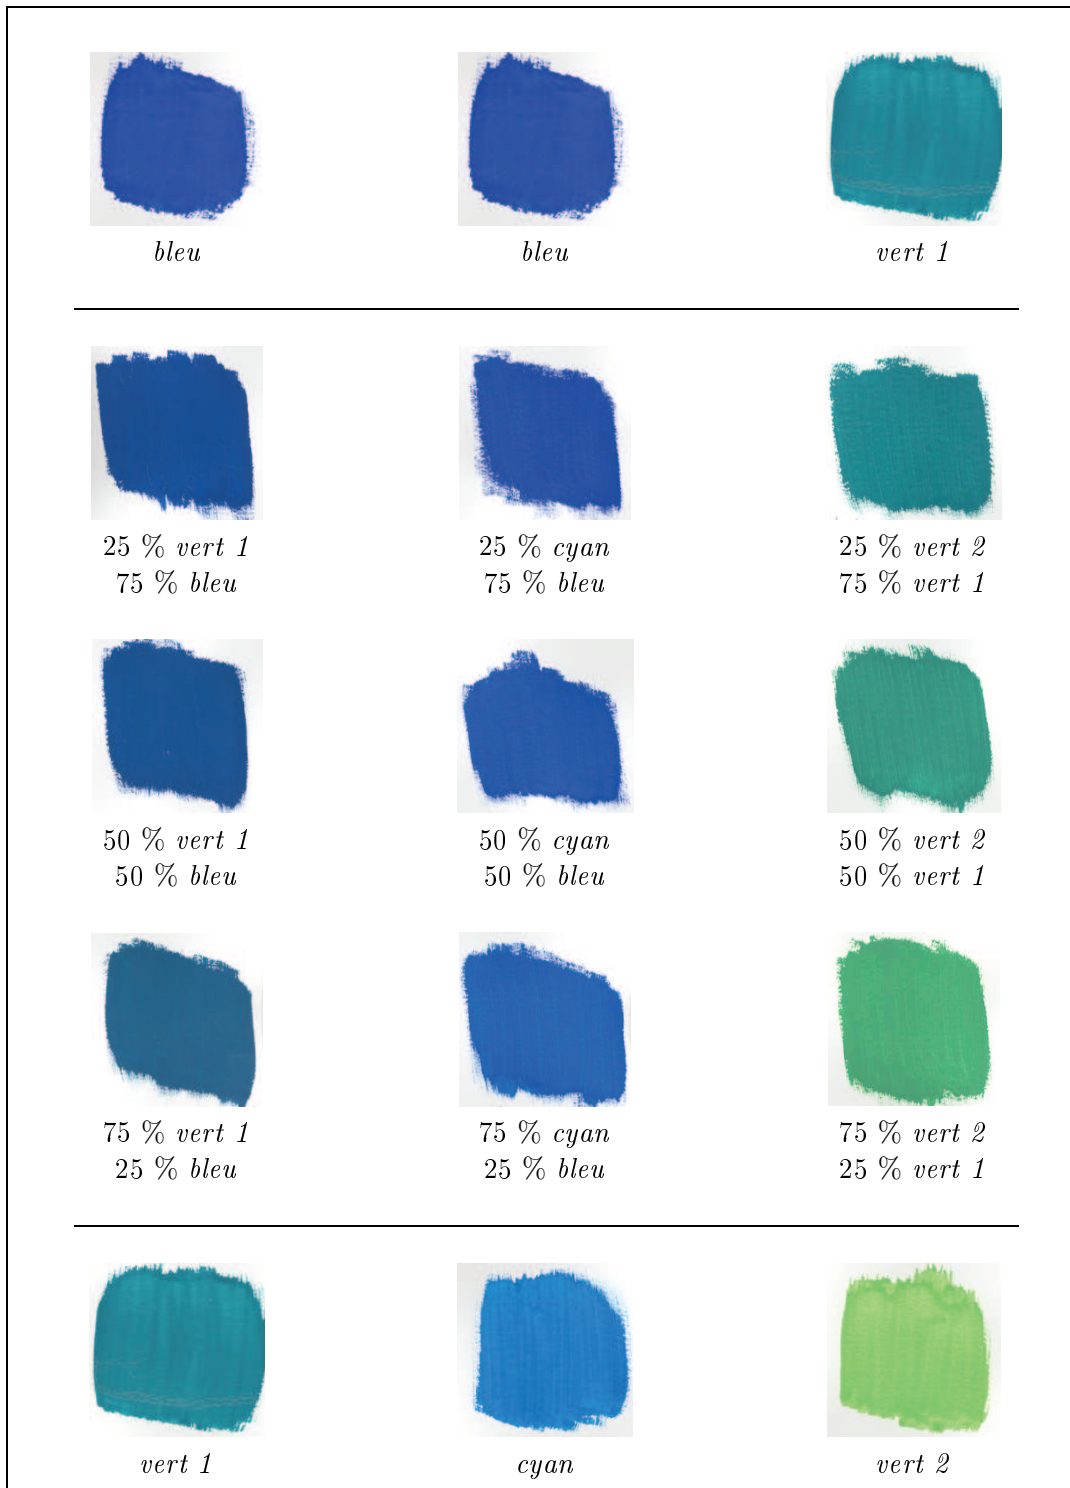 bleu
bleu
vert 1
25 % vert 1
75 % bleu
25 % cyan
75 % bleu
25 % vert 2
75 % vert 1
50 % vert 1
50 % bleu
50 % cyan
50 % bleu
50 % vert 2
50 % vert 1
75 % vert 1
25 % bleu
75 % cyan
25 % bleu
75 % vert 2
25 % vert 1
vert 1
cyan
vert 2